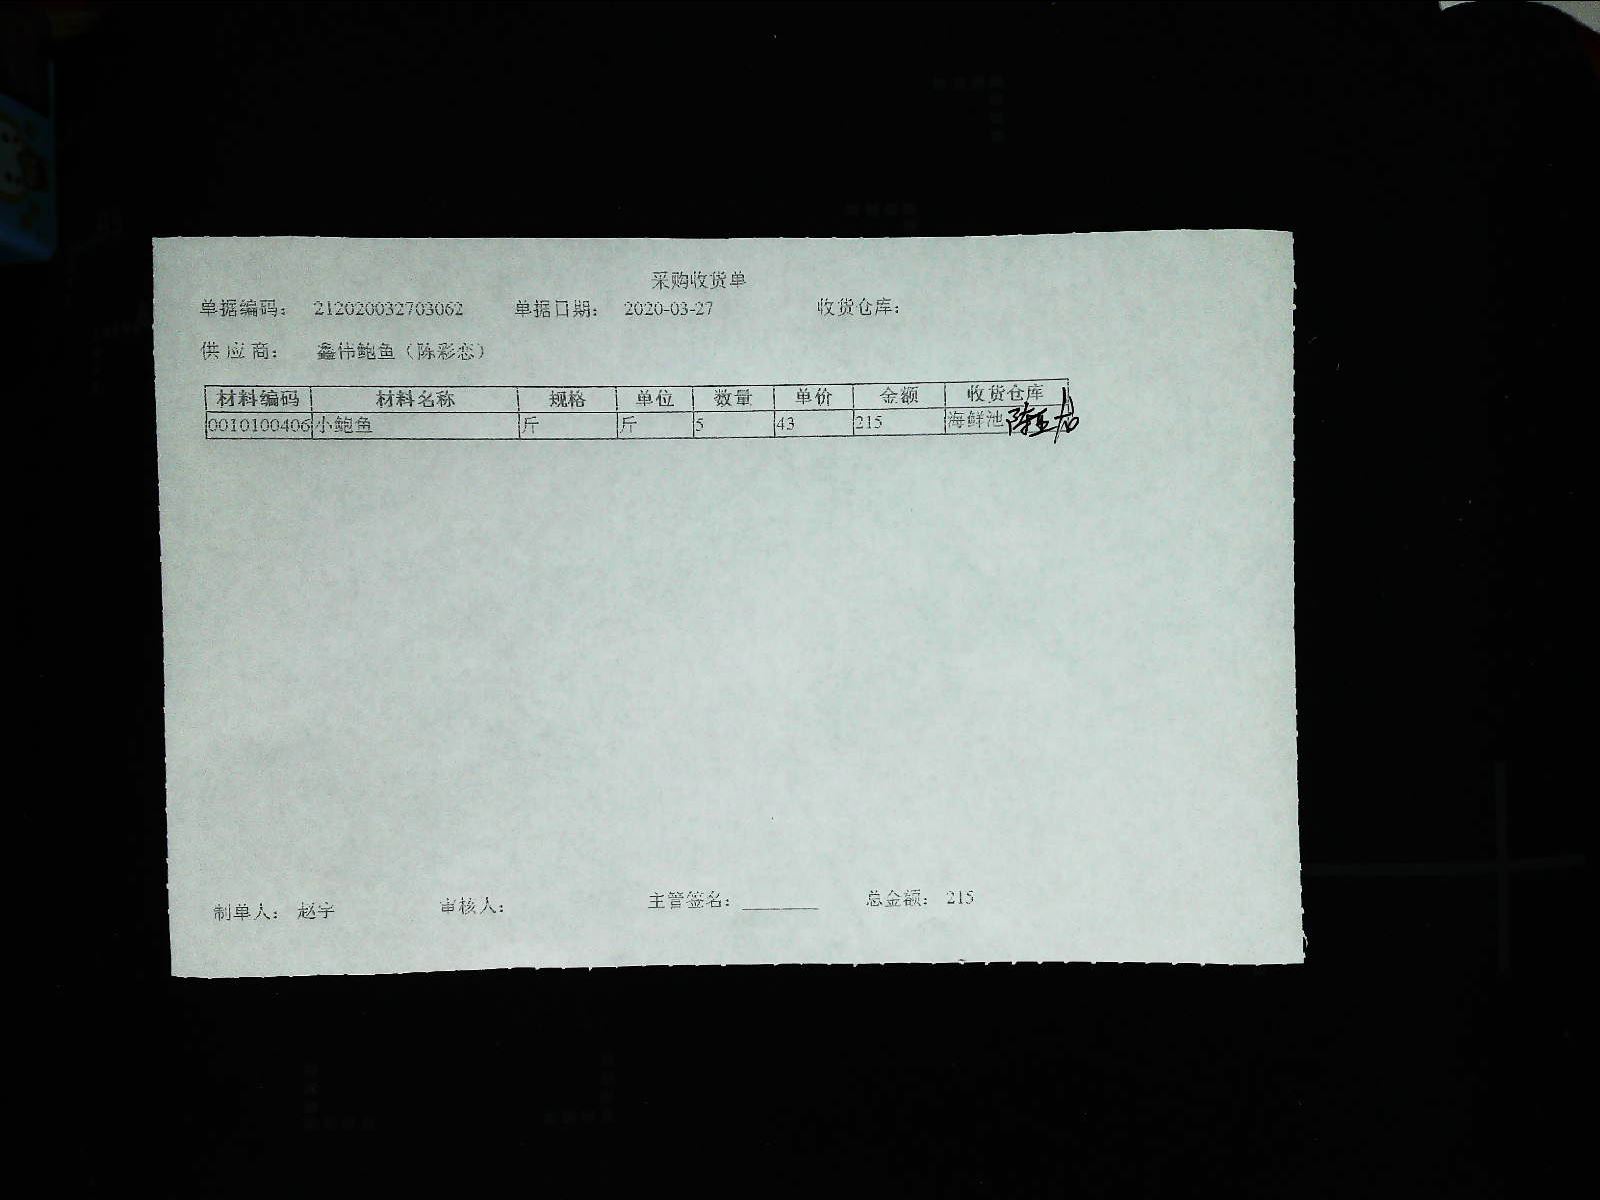 采购收货单
单据编码： 212020032703062 单据日期： 2020-03-27 收货仓库：
供 应 商： 鑫伟鲍鱼（陈彩恋）
材料编码 材料名称 规格 单位 数量 单价 金额 收货仓库
0010100406 小鲍鱼 斤 斤 5 43 215 海鲜池
制单人： 赵宇 审核人： 主管签名： 总金额： 215